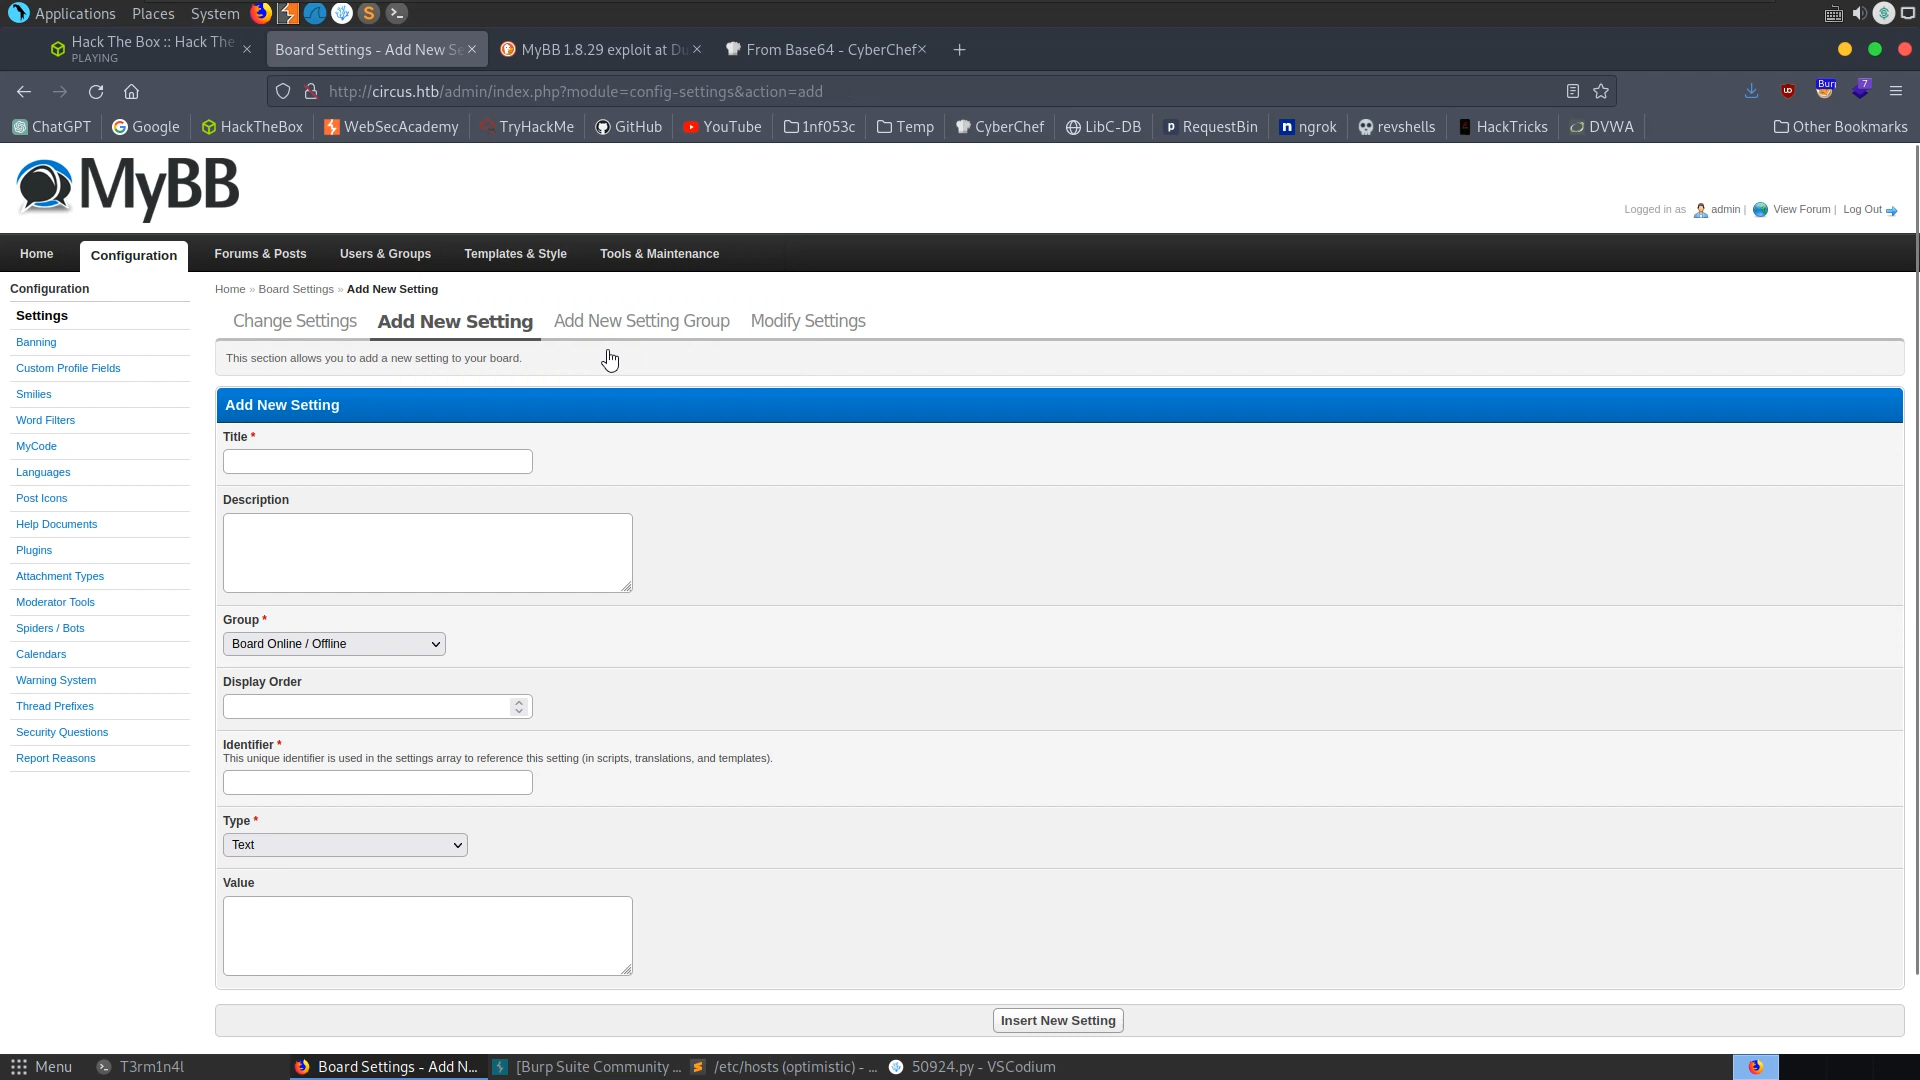 Applications Places System
Hack The Box :: Hack The
PLAYING
Board Settings - Add New Se
MyBB 1.8.29 exploit at Du
From Base64 - CyberChef
http://circus.htb/admin/index.php?module=config-settings&action=add
Burp
7
ChatGPT Google HackTheBox WebSecAcademy TryHackMe GitHub YouTube 1nf053c Temp CyberChef LibC-DB RequestBin ngrok revshells HackTricks DVWA Other Bookmarks
MyBB
Logged in as admin | View Forum | Log Out
Home Configuration Forums & Posts Users & Groups Templates & Style Tools & Maintenance
Configuration
Settings
Banning
Custom Profile Fields
Smilies
Word Filters
MyCode
Languages
Post Icons
Help Documents
Plugins
Attachment Types
Moderator Tools
Spiders / Bots
Calendars
Warning System
Thread Prefixes
Security Questions
Report Reasons
Home » Board Settings » Add New Setting
Change Settings Add New Setting Add New Setting Group Modify Settings
This section allows you to add a new setting to your board.
Add New Setting
Title *
Description
Group *
Board Online / Offline
Display Order
Identifier *
This unique identifier is used in the settings array to reference this setting (in scripts, translations, and templates).
Type *
Text
Value
Insert New Setting
Menu T3rm1n4l Board Settings - Add N... [Burp Suite Community ... /etc/hosts (optimistic) - ... 50924.py - VSCodium